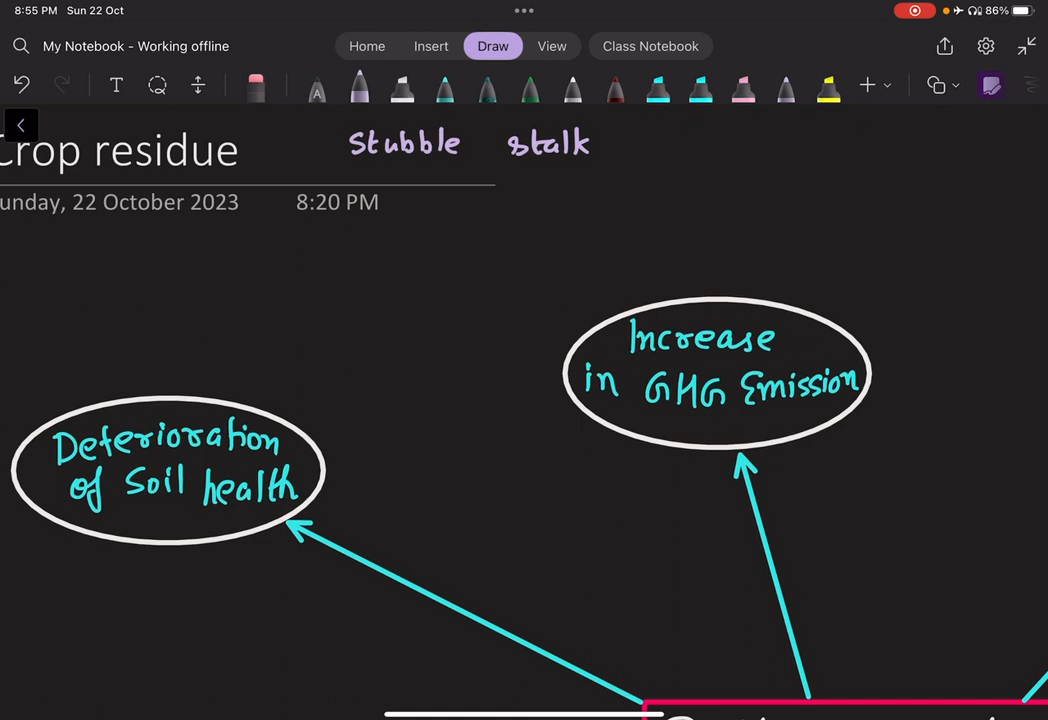 8:55 PM Sun 22 Oct
86%
My Notebook - Working offline
Home Insert Draw View Class Notebook
T
A
Crop residue
Stubble stalk
unday, 22 October 2023 8:20 PM
Increase
in GHG Emission
Deterioration
of Soil health